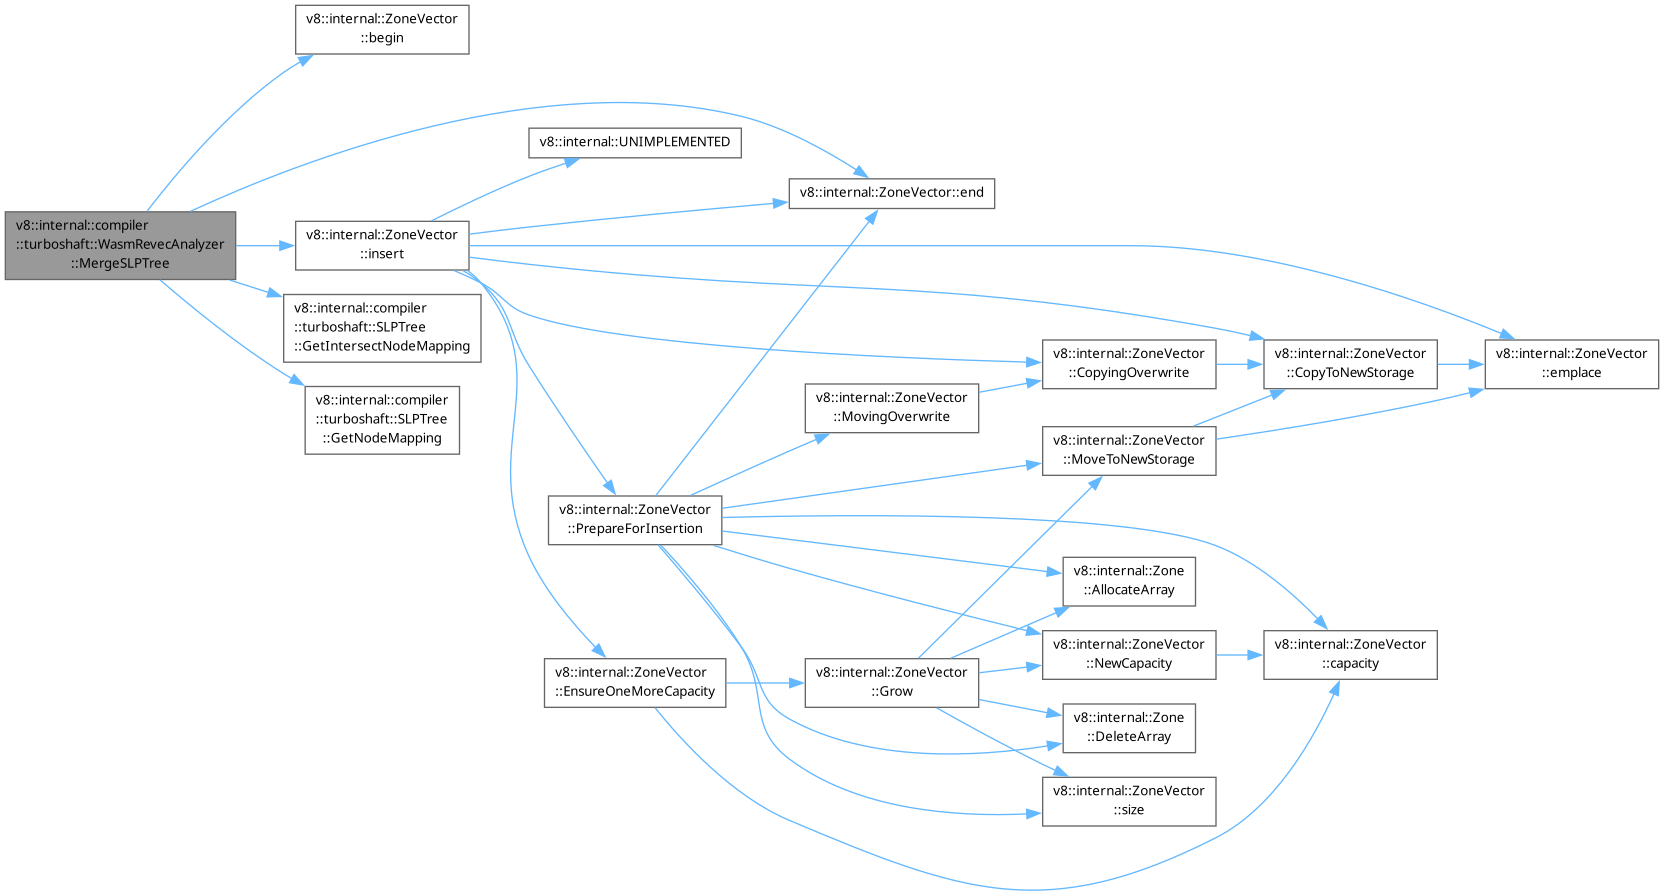 v8::internal::ZoneVector
::begin
v8::internal::UNIMPLEMENTED
v8::internal::ZoneVector::end
v8::internal::compiler
::turboshaft::WasmRevecAnalyzer
::MergeSLPTree
v8::internal::ZoneVector
::insert
v8::internal::compiler
::turboshaft::SLPTree
::GetIntersectNodeMapping
v8::internal::ZoneVector
::CopyingOverwrite
v8::internal::ZoneVector
::CopyToNewStorage
v8::internal::ZoneVector
::emplace
v8::internal::compiler
::turboshaft::SLPTree
::GetNodeMapping
v8::internal::ZoneVector
::MovingOverwrite
v8::internal::ZoneVector
::MoveToNewStorage
v8::internal::ZoneVector
::PrepareForInsertion
v8::internal::Zone
::AllocateArray
v8::internal::ZoneVector
::NewCapacity
v8::internal::ZoneVector
::capacity
v8::internal::ZoneVector
::EnsureOneMoreCapacity
v8::internal::ZoneVector
::Grow
v8::internal::Zone
::DeleteArray
v8::internal::ZoneVector
::size